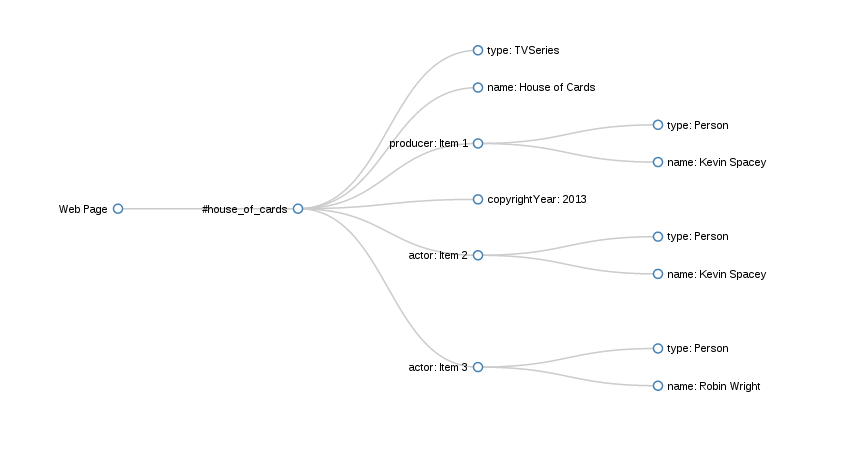 type: TVSeries
name: House of Cards
producer: Item 1
type: Person
name: Kevin Spacey
copyrightYear: 2013
Web Page
#house_of_cards
actor: Item 2
type: Person
name: Kevin Spacey
actor: Item 3
type: Person
name: Robin Wright